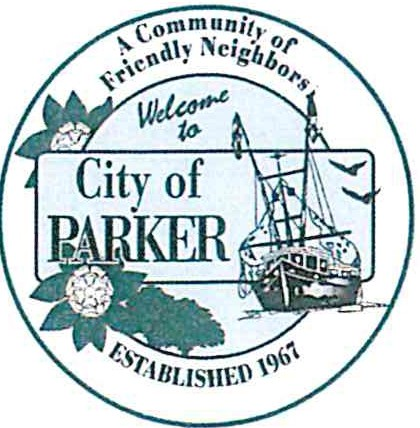 A Community of
Friendly Neighbors
Welcome
to
City of
PARKER
ESTABLISHED 1967